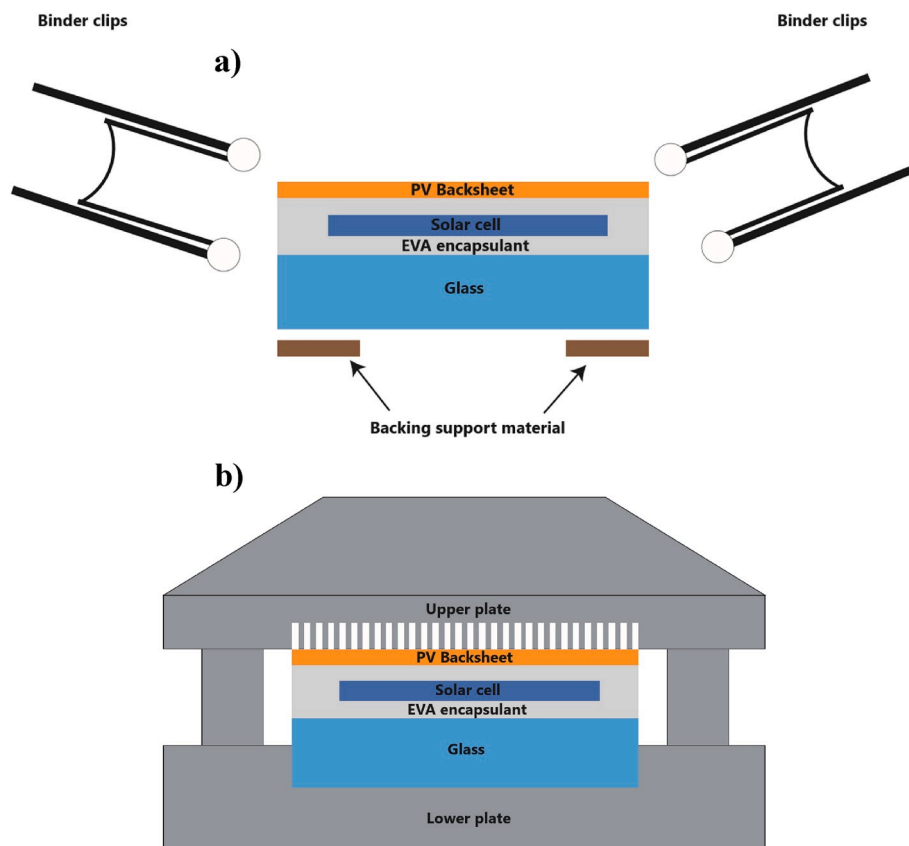 Binder clips
Binder clips
a)
PV Backsheet
Solar cell
EVA encapsulant
Glass
Backing support material
b)
Upper plate
PV Backsheet
Solar cell
EVA encapsulant
Glass
Lower plate